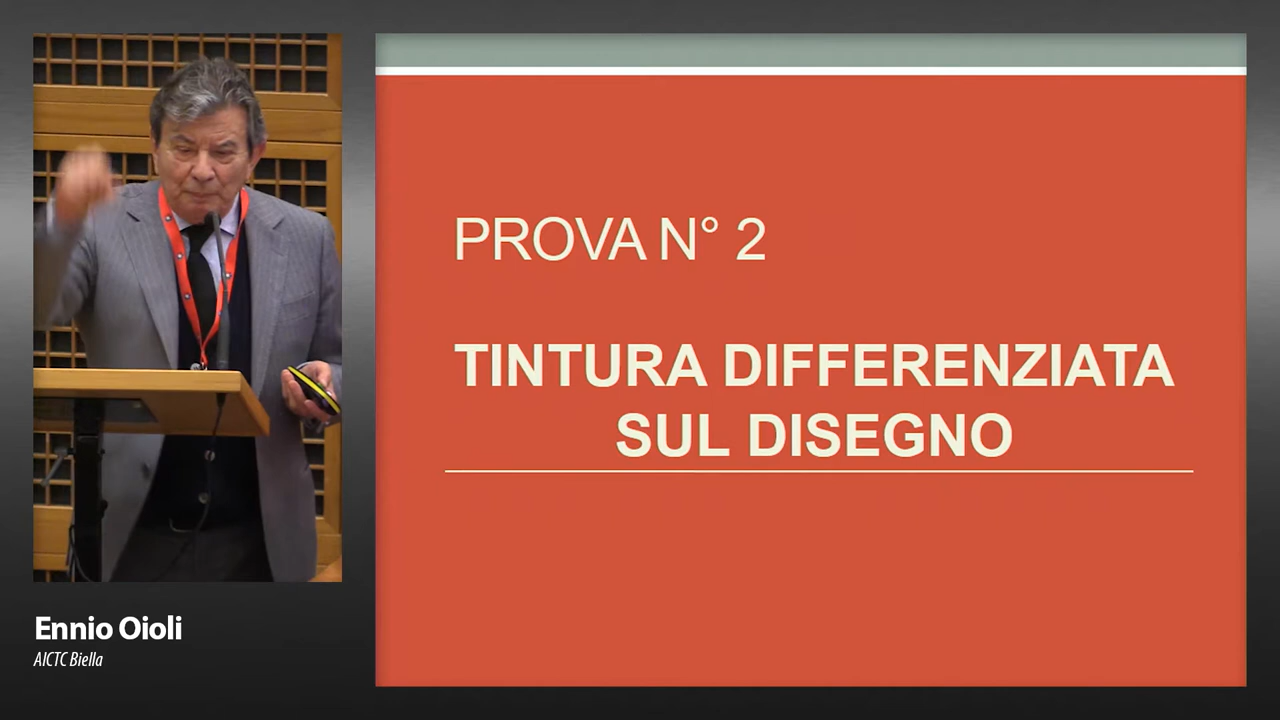 PROVA N° 2
TINTURA DIFFERENZIATA
SUL DISEGNO
Ennio Oioli
AICTC Biella